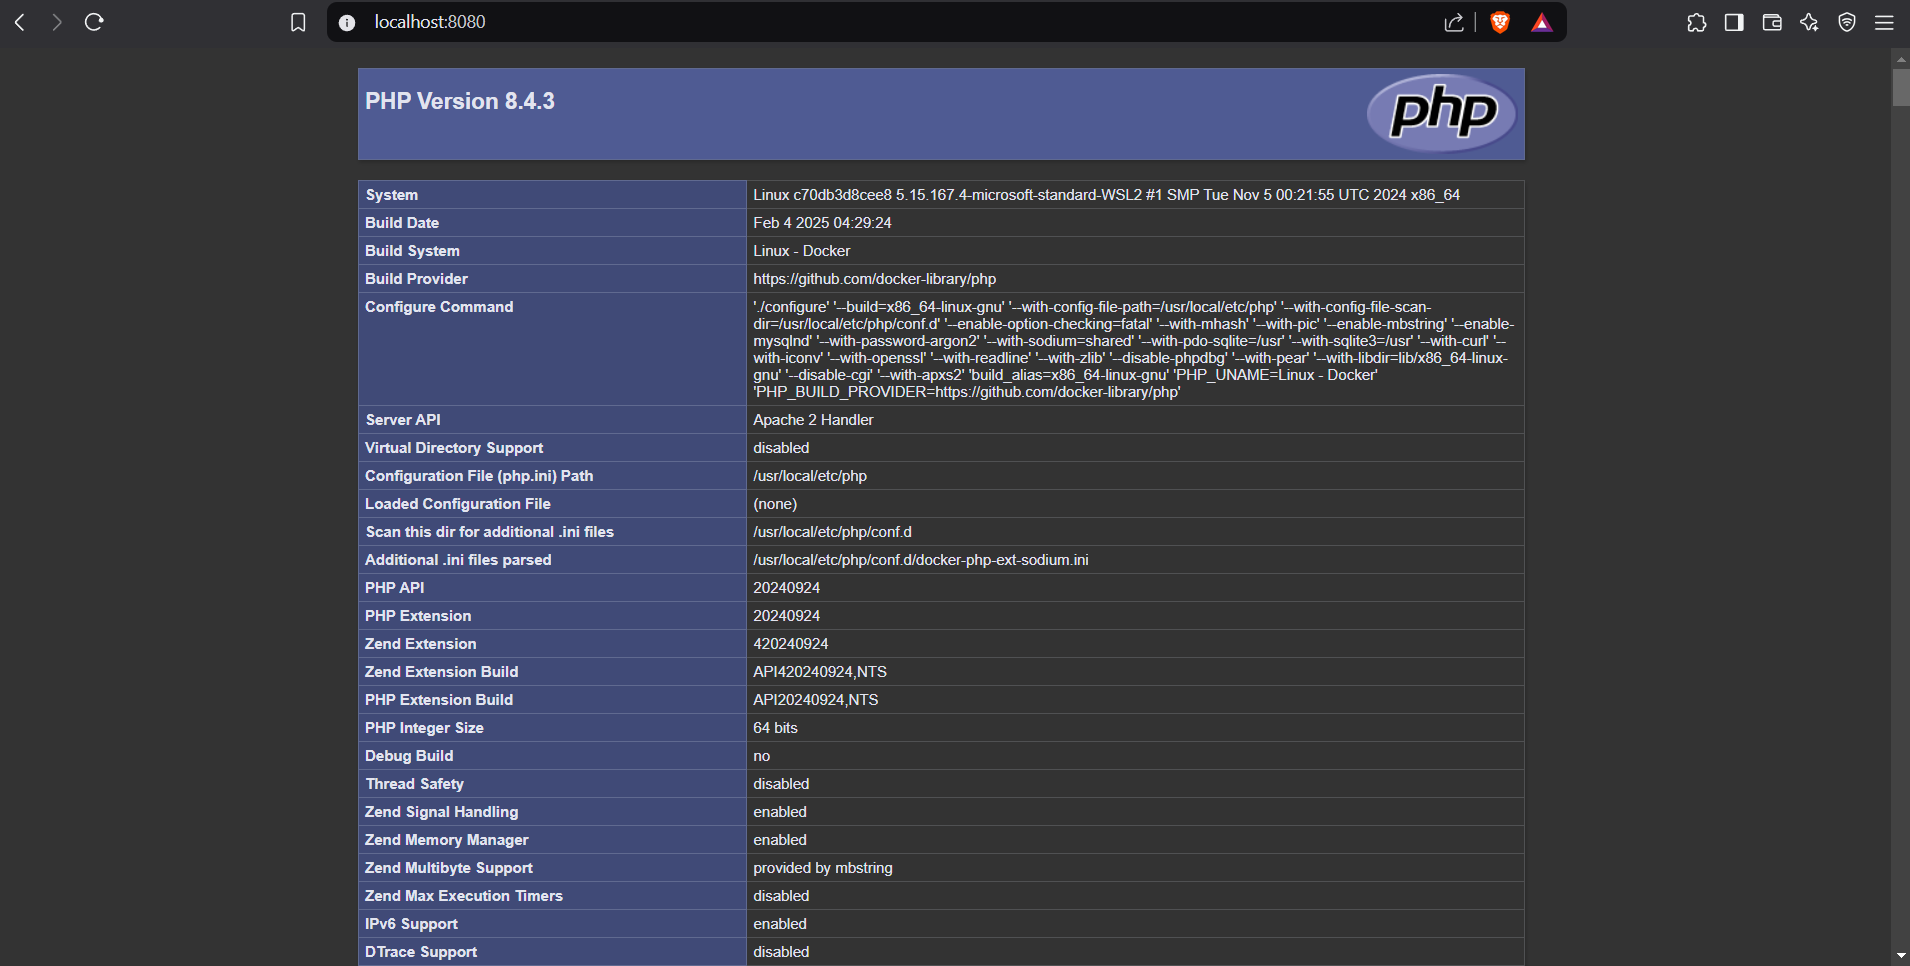 localhost:8080
PHP Version 8.4.3
php
System Linux c70db3d8cee8 5.15.167.4-microsoft-standard-WSL2 #1 SMP Tue Nov 5 00:21:55 UTC 2024 x86_64
Build Date Feb 4 2025 04:29:24
Build System Linux - Docker
Build Provider https://github.com/docker-library/php
Configure Command './configure' '--build=x86_64-linux-gnu' '--with-config-file-path=/usr/local/etc/php' '--with-config-file-scan-
dir=/usr/local/etc/php/conf.d' '--enable-option-checking=fatal' '--with-mhash' '--with-pic' '--enable-mbstring' '--enable-
mysqlnd' '--with-password-argon2' '--with-sodium=shared' '--with-pdo-sqlite=/usr' '--with-sqlite3=/usr' '--with-curl' '--
with-iconv' '--with-openssl' '--with-readline' '--with-zlib' '--disable-phpdbg' '--with-pear' '--with-libdir=lib/x86_64-linux-
gnu' '--disable-cgi' '--with-apxs2' 'build_alias=x86_64-linux-gnu' 'PHP_UNAME=Linux - Docker'
'PHP_BUILD_PROVIDER=https://github.com/docker-library/php'
Server API Apache 2 Handler
Virtual Directory Support disabled
Configuration File (php.ini) Path /usr/local/etc/php
Loaded Configuration File (none)
Scan this dir for additional .ini files /usr/local/etc/php/conf.d
Additional .ini files parsed /usr/local/etc/php/conf.d/docker-php-ext-sodium.ini
PHP API 20240924
PHP Extension 20240924
Zend Extension 420240924
Zend Extension Build API420240924,NTS
PHP Extension Build API20240924,NTS
PHP Integer Size 64 bits
Debug Build no
Thread Safety disabled
Zend Signal Handling enabled
Zend Memory Manager enabled
Zend Multibyte Support provided by mbstring
Zend Max Execution Timers disabled
IPv6 Support enabled
DTrace Support disabled